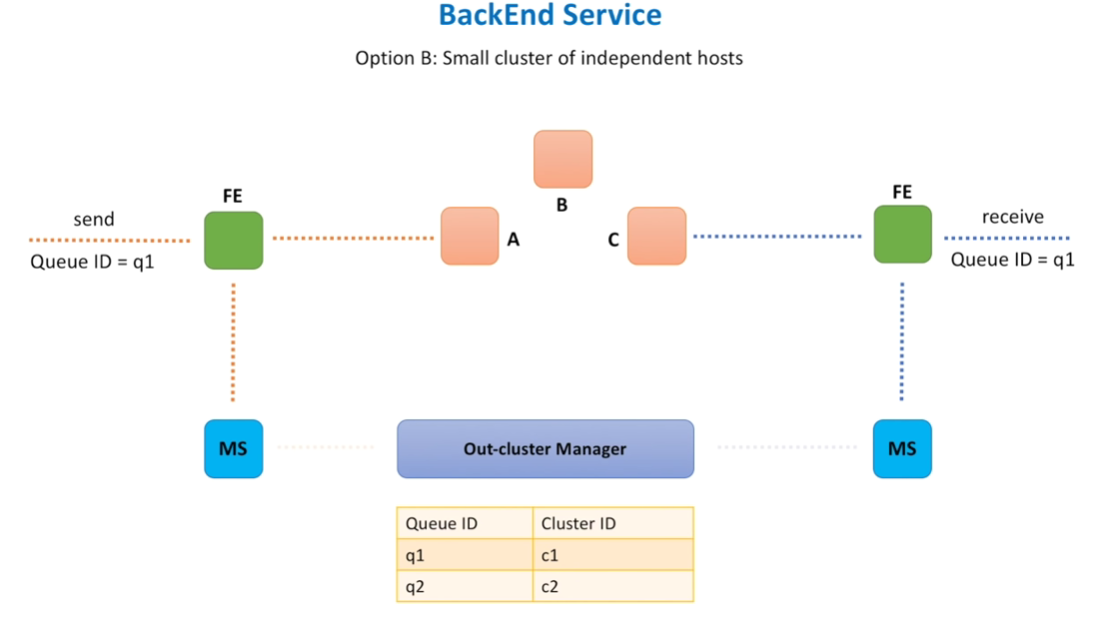 BackEnd Service
Option B: Small cluster of independent hosts
B
FE
FE
send
receive
A
C
Queue ID = q1
Queue ID = q1
MS
Out-cluster Manager
MS
Queue ID Cluster ID
q1 c1
q2 c2